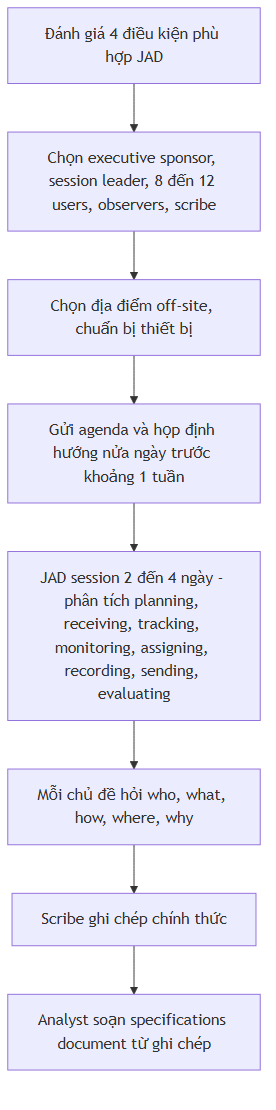 Đánh giá 4 điều kiện phù
hợp JAD
Chọn executive sponsor,
session leader, 8 đến 12
users, observers, scribe
Chọn địa điểm off-site,
chuẩn bị thiết bị
Gửi agenda và họp định
hướng nửa ngày trước
khoảng 1 tuần
JAD session 2 đến 4 ngày -
phân tích planning,
receiving, tracking,
monitoring, assigning,
recording, sending,
evaluating
Mỗi chủ đề hỏi who, what,
how, where, why
Scribe ghi chép chính thức
Analyst soạn specifications
document từ ghi chép